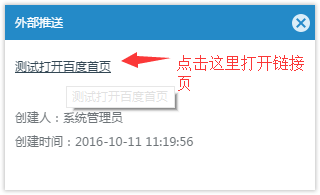 外部推送
测试打开百度首页
点击这里打开链接
页
测试打开百度首页
创建人：系统管理员
创建时间：2016-10-11 11:19:56